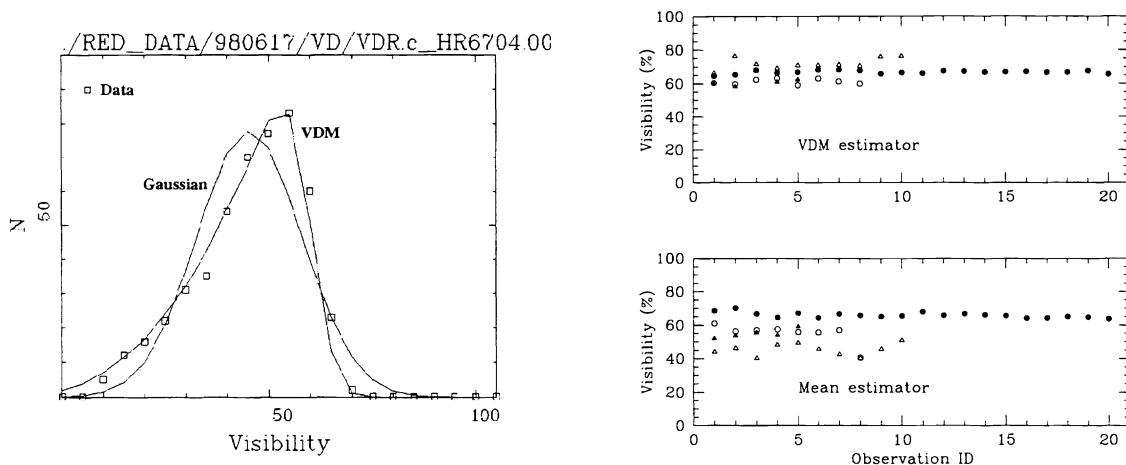 ./RED_DATA/980617/VD/VDR.c_HR6704.00
Data
VDM
Gaussian
N
50
50
100
Visibility
100
80
60
40
20
0
Visibility (%)
VDM estimator
0
5
10
15
20
100
80
60
40
20
0
Visibility (%)
Mean estimator
0
5
10
15
20
Observation ID